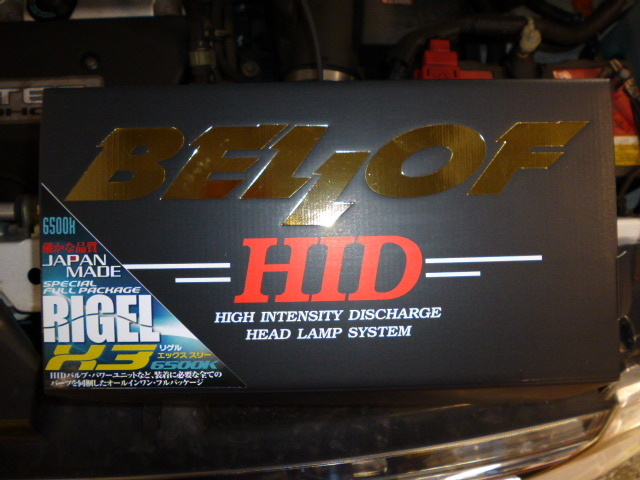 TEC
BELLOF
HID
HIGH INTENSITY DISCHARGE
HEAD LAMP SYSTEM
6500K
確かな品質
JAPAN
MADE
SPECIAL
FULL PACKAGE
RIGEL
X3
リゲル
エックス スリー
6500K
HIDバルブ・パワーユニットなど、装着に必要な全ての
パーツを同梱したオールインワン・フルパッケージ